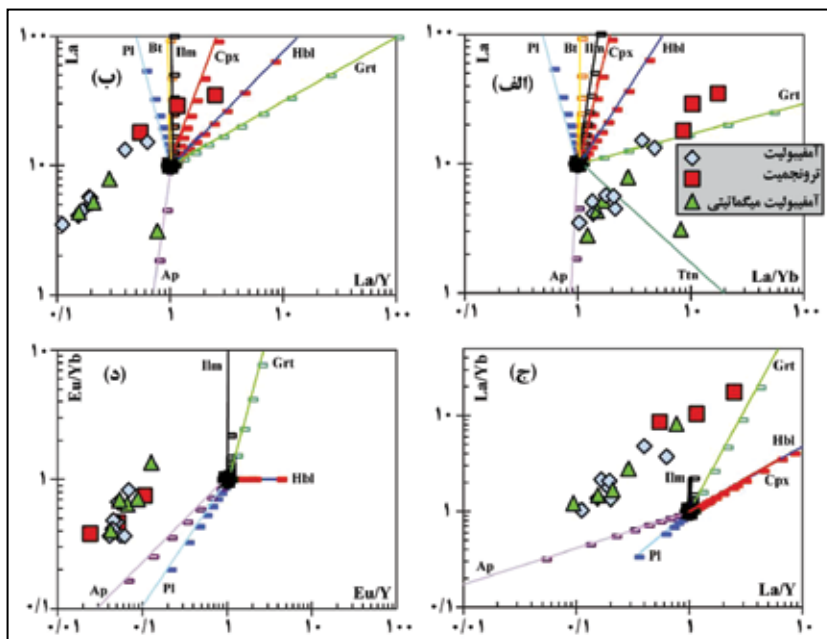 (ب)
La
۱۰۰
۱۰
۱
Pl
Bt
Ilm
Cpx
Hbl
Grt
Ap
La/Y
۰/۱
۱
۱۰
۱۰۰
(الف)
La
۱۰۰
۱۰
۱
Pl
Bt
Ilm
Cpx
Hbl
Grt
آمفیبولیت
ترونجمیت
آمفیبولیت میگماتیتی
Ap
Ttn
La/Yb
۰/۱
۱
۱۰
۱۰۰
(د)
Eu/Yb
۱۰
۱
۰/۱
Ilm
Grt
Hbl
Ap
Pl
Eu/Y
۰/۰۱
۰/۱
۱
۱۰
۱۰۰
(ج)
La/Yb
۱۰
۱
۰/۱
Grt
Hbl
Ilm
Cpx
Ap
Pl
La/Y
۰/۰۱
۰/۱
۱
۱۰